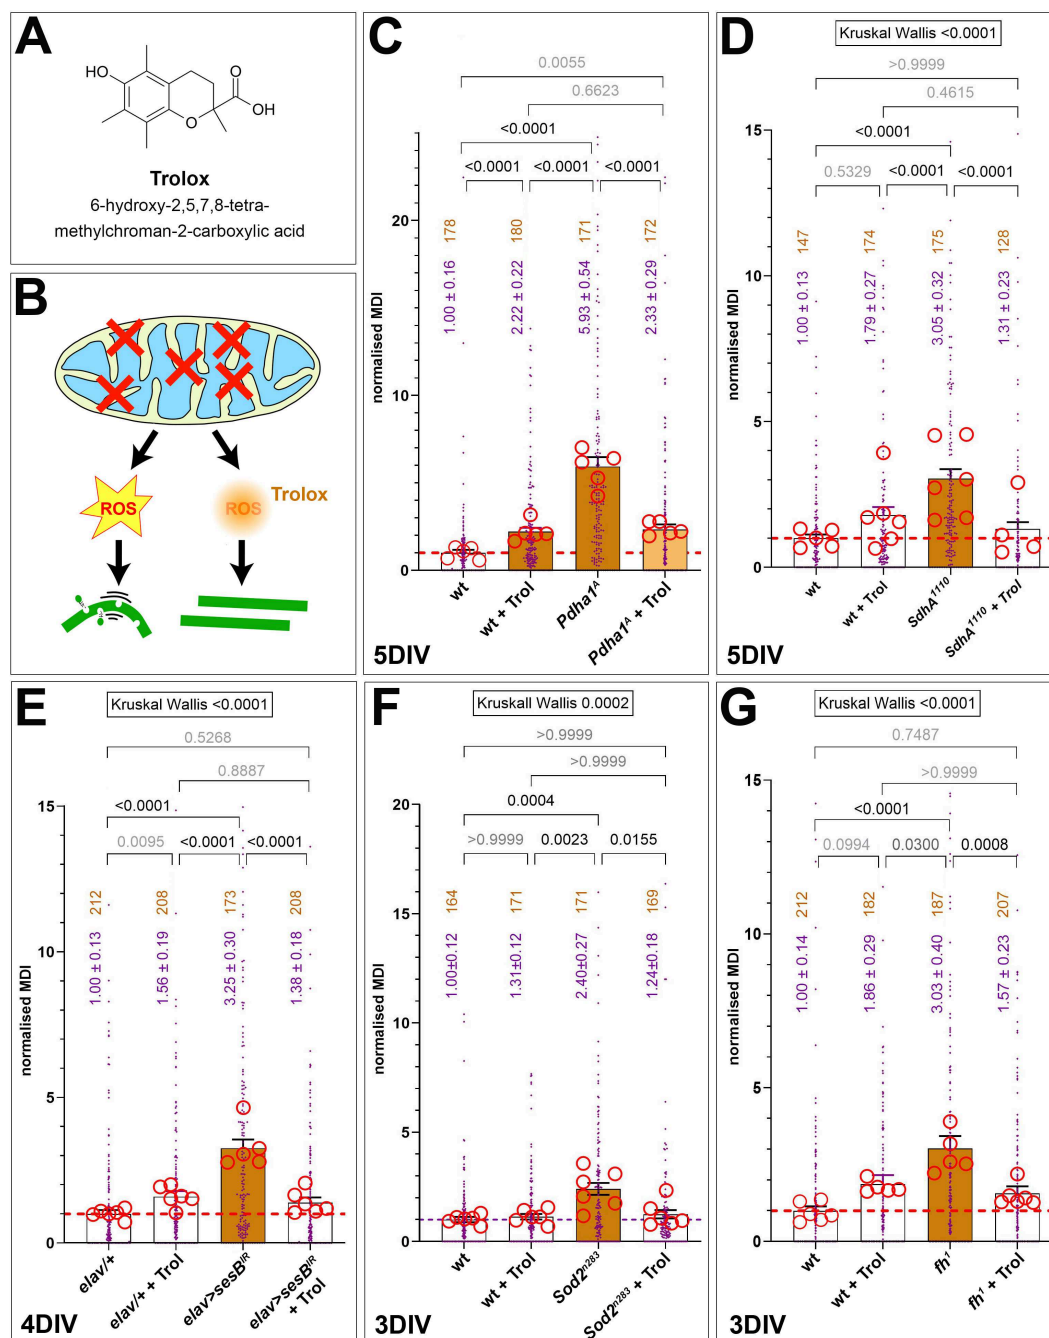 A
HO
O
OH
O
Trolox
6-hydroxy-2,5,7,8-tetra-
methylchroman-2-carboxylic acid
B
ROS
ROS
Trolox
C
0.0055
0.6623
<0.0001
<0.0001 <0.0001 <0.0001
178 180 171 172
1.00 ± 0.16 2.22 ± 0.22 5.93 ± 0.54 2.33 ± 0.29
normalised MDI
20
15
10
5
0
wt
wt + Trol
Pdha1ᴬ
Pdha1ᴬ + Trol
5DIV
D
Kruskal Wallis <0.0001
>0.9999
0.4615
<0.0001
0.5329 <0.0001 <0.0001
147 174 175 128
1.00 ± 0.13 1.79 ± 0.27 3.05 ± 0.32 1.31 ± 0.23
normalised MDI
15
10
5
0
wt
wt + Trol
SdhA¹¹¹⁰
SdhA¹¹¹⁰ + Trol
5DIV
E
Kruskal Wallis <0.0001
0.5268
0.8887
<0.0001
0.0095 <0.0001 <0.0001
212 208 173 208
1.00 ± 0.13 1.56 ± 0.19 3.25 ± 0.30 1.38 ± 0.18
normalised MDI
15
10
5
0
elav/+
elav/+ + Trol
elav>sesBᴵᴿ
elav>sesBᴵᴿ
+ Trol
4DIV
F
Kruskall Wallis 0.0002
>0.9999
>0.9999
0.0004
>0.9999 0.0023 0.0155
164 171 171 169
1.00±0.12 1.31±0.12 2.40±0.27 1.24±0.18
normalised MDI
20
15
10
5
0
wt
wt + Trol
Sod2ⁿ²⁸³
Sod2ⁿ²⁸³ + Trol
3DIV
G
Kruskal Wallis <0.0001
0.7487
>0.9999
<0.0001
0.0994 0.0300 0.0008
212 182 187 207
1.00 ± 0.14 1.86 ± 0.29 3.03 ± 0.40 1.57 ± 0.23
normalised MDI
15
10
5
0
wt
wt + Trol
fh¹
fh¹ + Trol
3DIV